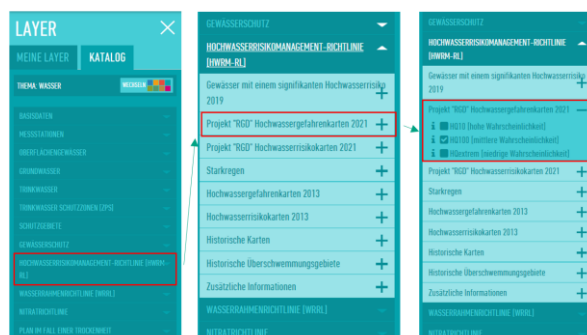 LAYER
MEINE LAYER
KATALOG
THEMA: WASSER
WECHSELN
BASISDATEN
MESSSTATIONEN
OBERFLÄCHENGEWÄSSER
GRUNDWASSER
TRINKWASSER
TRINKWASSER SCHUTZZONEN (ZPS)
SCHUTZGEBIETE
GEWÄSSERSCHUTZ
HOCHWASSERRISIKOMANAGEMENT-RICHTLINIE (HWRM-
RL)
WASSERRAHMENRICHTLINIE (WRRL)
NITRATRICHTLINIE
PLAN IM FALL EINER TROCKENHEIT
GEWÄSSERSCHUTZ
HOCHWASSERRISIKOMANAGEMENT-RICHTLINIE
(HWRM-RL)
Gewässer mit einem signifikanten Hochwasserrisiko
2019
Projekt "RGD" Hochwassergefahrenkarten 2021
Projekt "RGD" Hochwasserrisikokarten 2021
Starkregen
Hochwassergefahrenkarten 2013
Hochwasserrisikokarten 2013
Historische Karten
Historische Überschwemmungsgebiete
Zusätzliche Informationen
WASSERRAHMENRICHTLINIE (WRRL)
NITRATRICHTLINIE
GEWÄSSERSCHUTZ
HOCHWASSERRISIKOMANAGEMENT-RICHTLINIE
(HWRM-RL)
Gewässer mit einem signifikanten Hochwasserrisiko
2019
Projekt "RGD" Hochwassergefahrenkarten 2021
HQ10 (hohe Wahrscheinlichkeit)
HQ100 (mittlere Wahrscheinlichkeit)
HQextrem (niedrige Wahrscheinlichkeit)
Projekt "RGD" Hochwasserrisikokarten 2021
Starkregen
Hochwassergefahrenkarten 2013
Hochwasserrisikokarten 2013
Historische Karten
Historische Überschwemmungsgebiete
Zusätzliche Informationen
WASSERRAHMENRICHTLINIE (WRRL)
NITRATRICHTLINIE